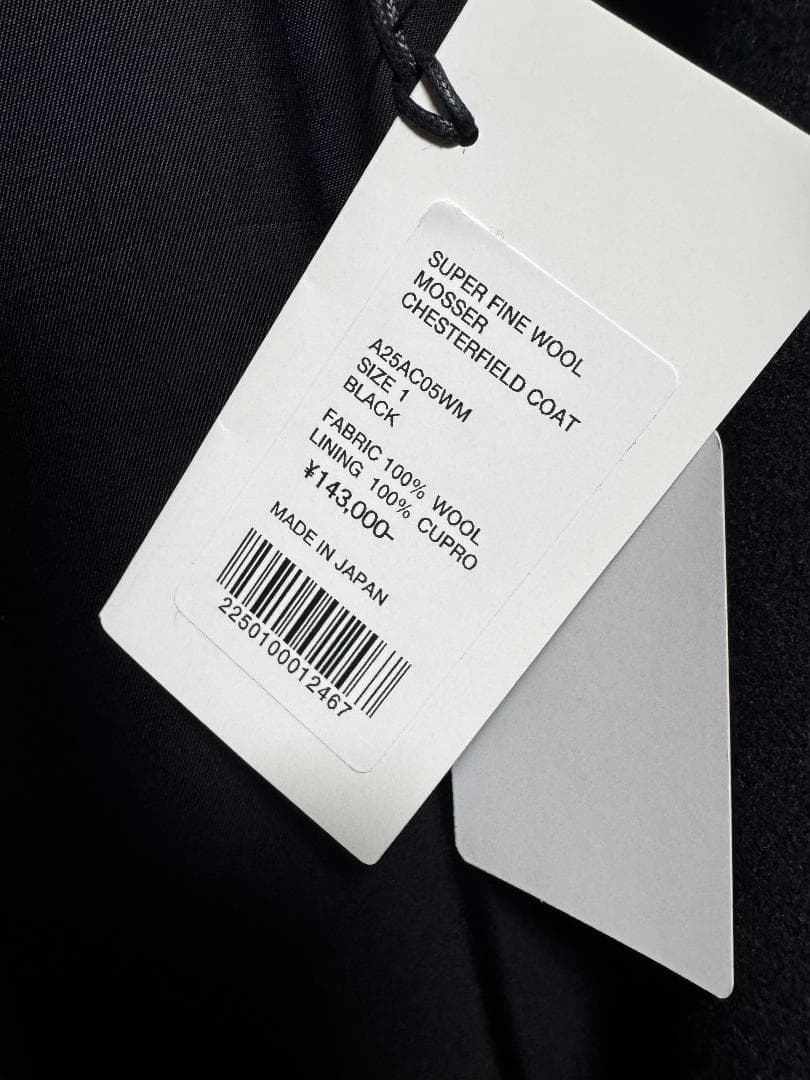 SUPER FINE WOOL
MOSSER
CHESTERFIELD COAT
A25AC05WM
SIZE 1
BLACK
FABRIC 100% WOOL
LINING 100% CUPRO
¥143,000-
MADE IN JAPAN
2250100012467